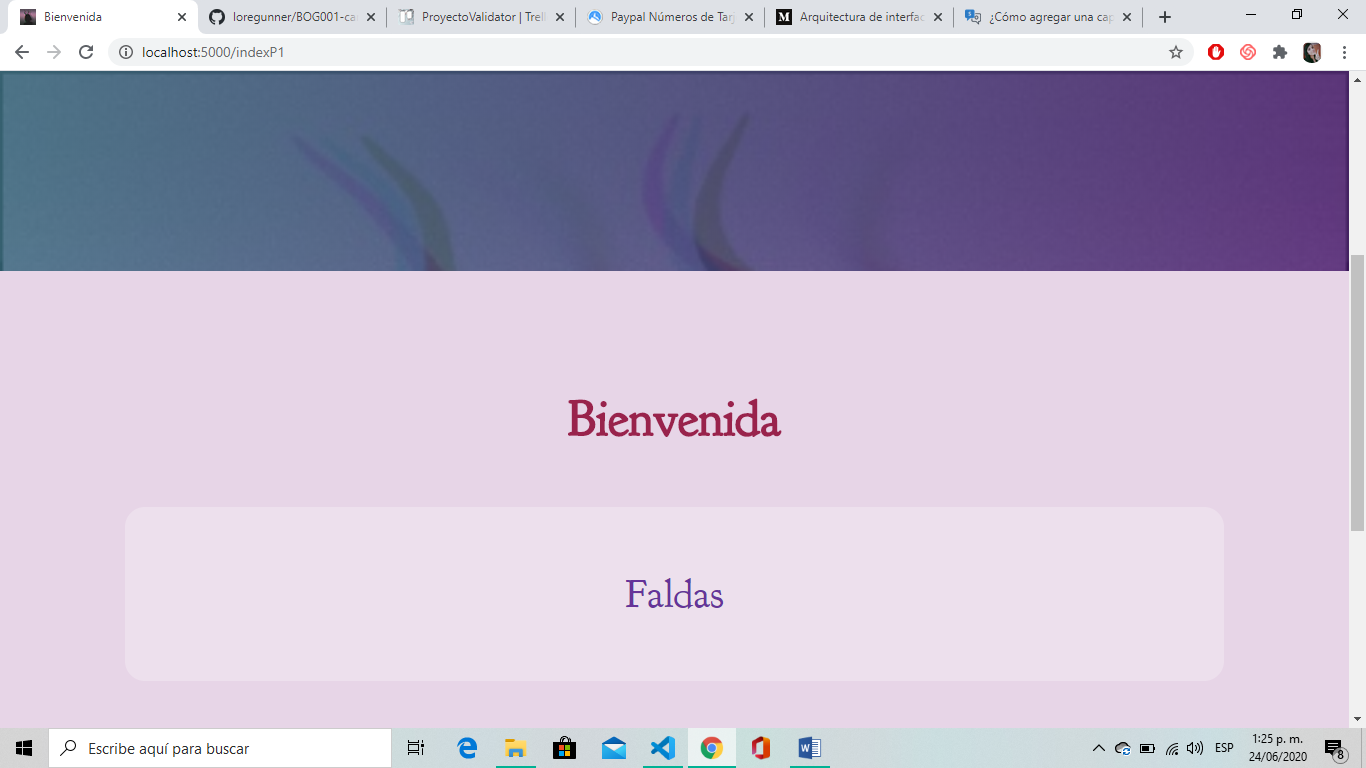 Bienvenida
loregunner/BOG001-ca
ProyectoValidator | Trell
Paypal Números de Tarj
Arquitectura de interfac
¿Cómo agregar una cap
localhost:5000/indexP1
Bienvenida
Faldas
Escribe aquí para buscar
ESP
1:25 p. m.
24/06/2020
8